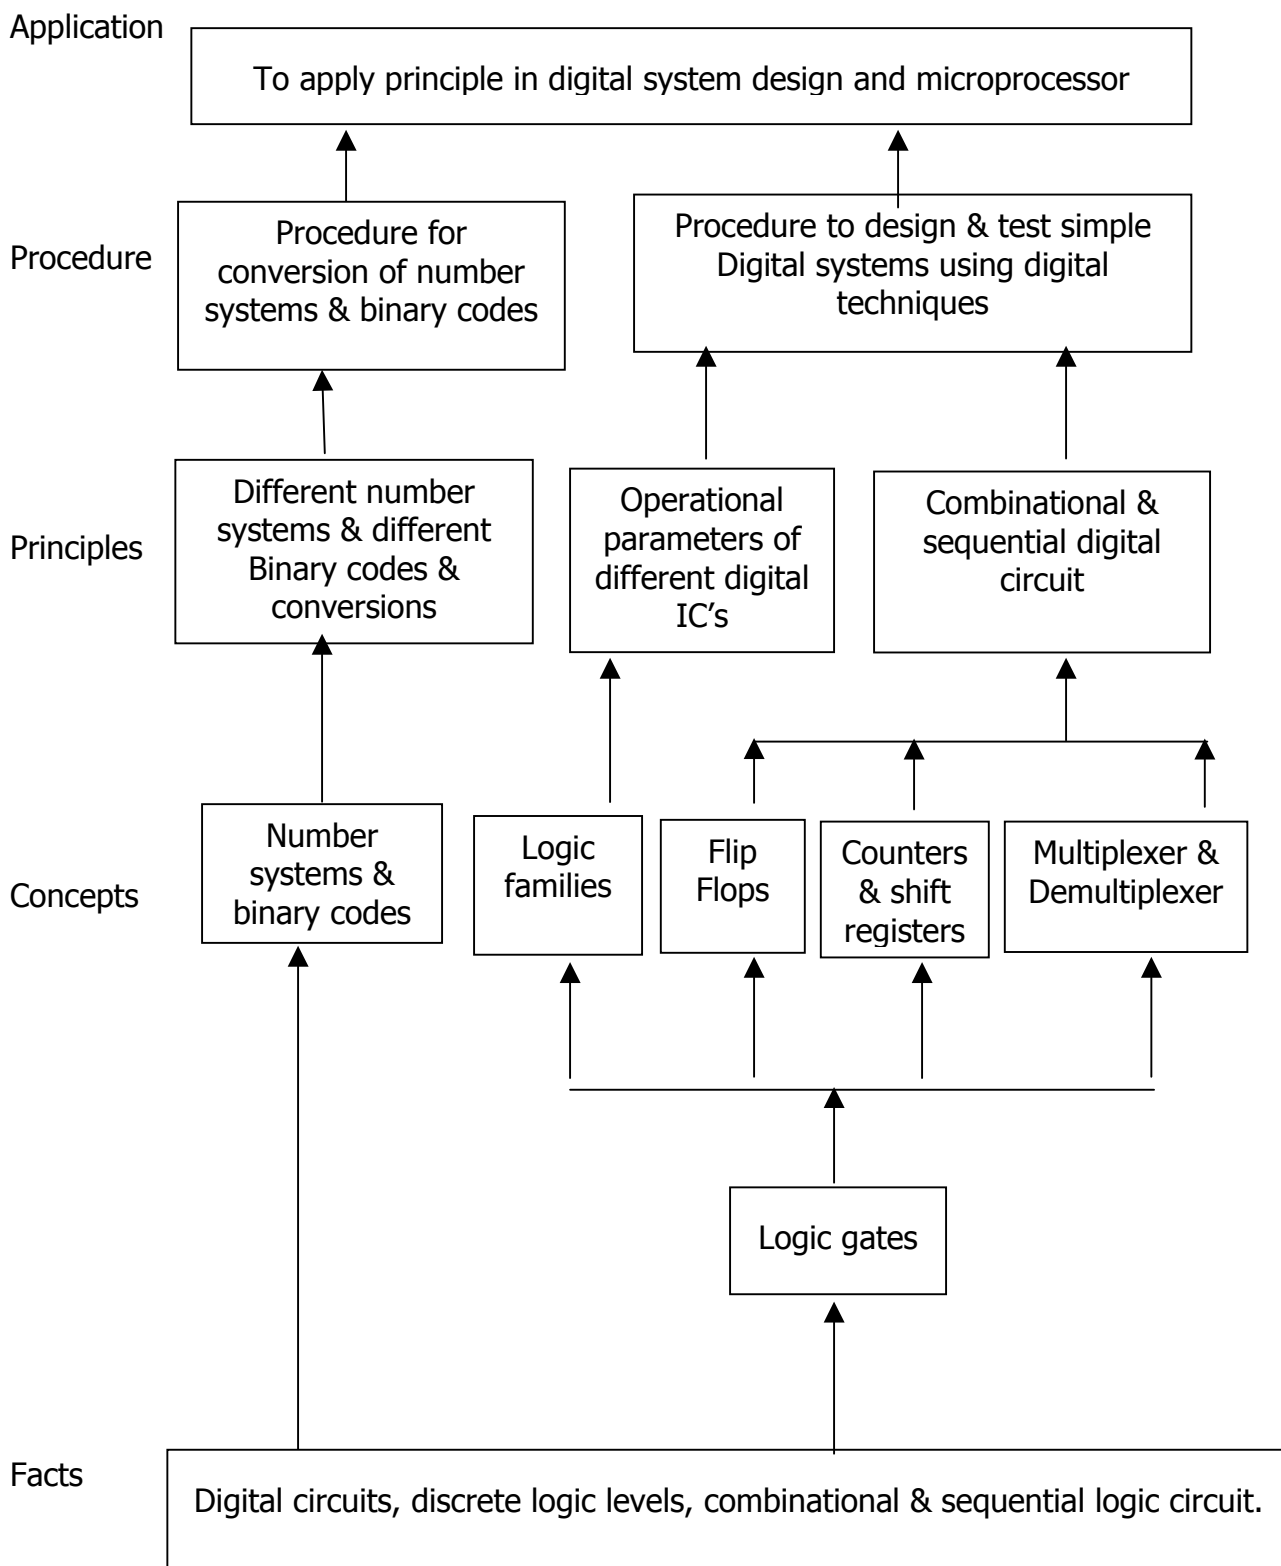 Application
To apply principle in digital system design and microprocessor
Procedure
Procedure for
conversion of number
systems & binary codes
Procedure to design & test simple
Digital systems using digital
techniques
Principles
Different number
systems & different
Binary codes &
conversions
Operational
parameters of
different digital
IC’s
Combinational &
sequential digital
circuit
Concepts
Number
systems &
binary codes
Logic
families
Flip
Flops
Counters
& shift
registers
Multiplexer &
Demultiplexer
Logic gates
Facts
Digital circuits, discrete logic levels, combinational & sequential logic circuit.